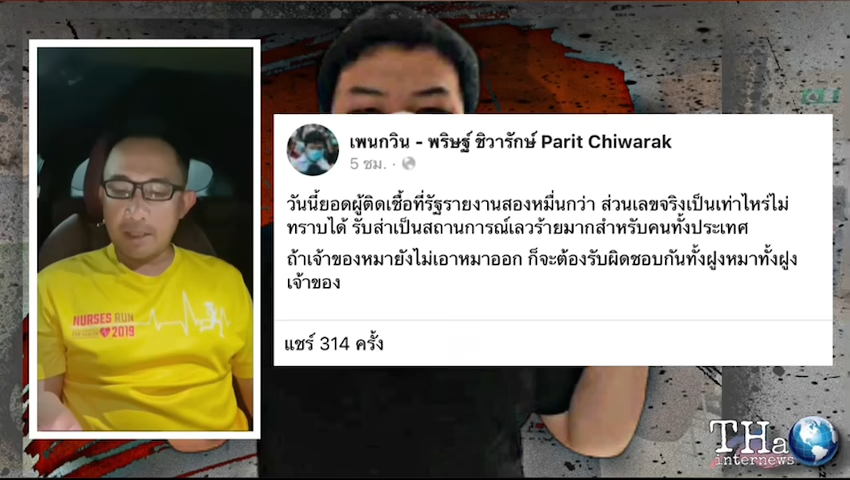 เพนกวิน - พริษฐ์ ชิวารักษ์ Parit Chiwarak
5 ชม. ·
วันนี้ยอดผู้ติดเชื้อที่รัฐรายงานสองหมื่นกว่า ส่วนเลขจริงเป็นเท่าไหร่ไม่
ทราบได้ รับส่าเป็นสถานการณ์เลวร้ายมากสำหรับคนทั้งประเทศ
ถ้าเจ้าของหมายังไม่เอาหมาออก ก็จะต้องรับผิดชอบกันทั้งฝูงหมาทั้งฝูง
เจ้าของ
แชร์ 314 ครั้ง
NURSES RUN
2019
THa
internews